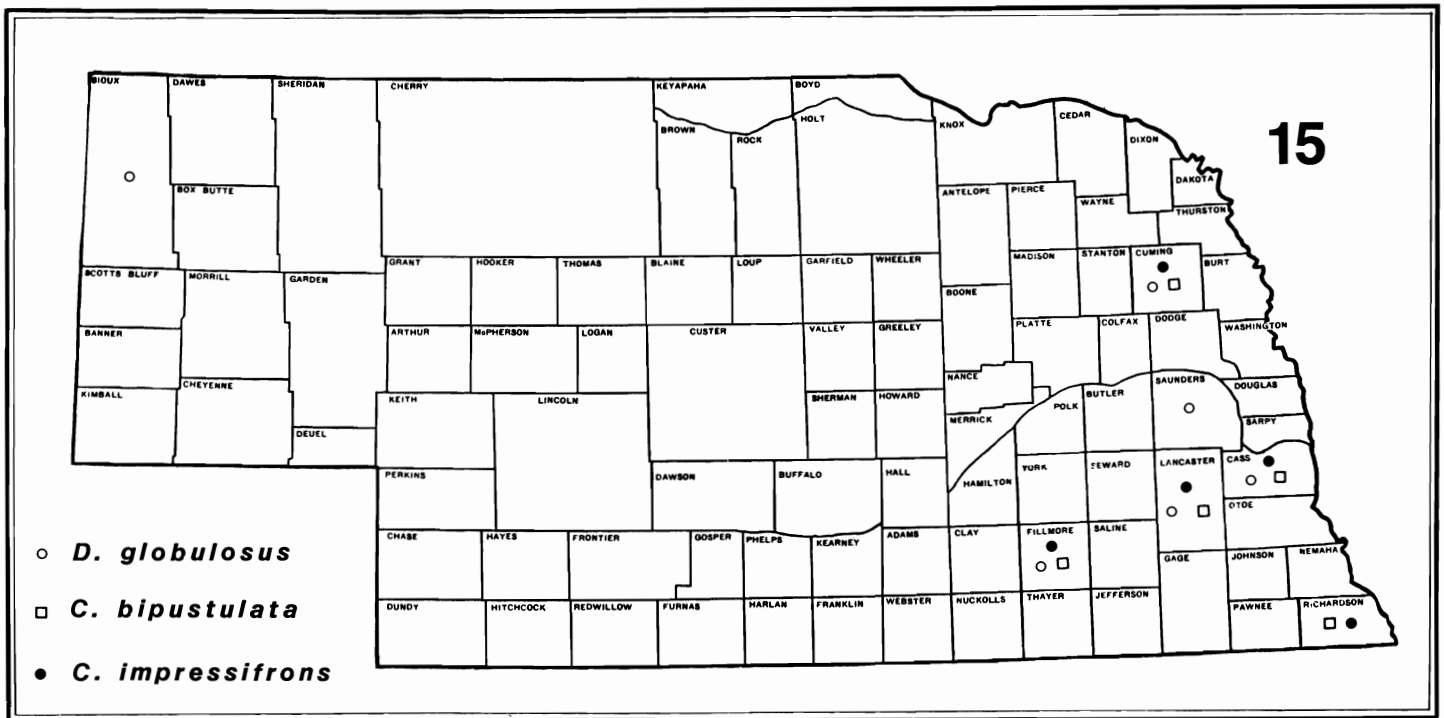 SIOUX
DAWES
SHERIDAN
CHERRY
KEYAPAHA
BOYD
KNOX
CEDAR
DIXON
DAKOTA
THURSTON
15
BOX BUTTE
BROWN
ROCK
HOLT
ANTELOPE
PIERCE
WAYNE
SCOTTS BLUFF
MORRILL
GARDEN
GRANT
HOOKER
THOMAS
BLAINE
LOUP
GARFIELD
WHEELER
BOONE
MADISON
STANTON
CUMING
BURT
BANNER
ARTHUR
McPHERSON
LOGAN
CUSTER
VALLEY
GREELEY
PLATTE
COLFAX
DODGE
WASHINGTON
KIMBALL
CHEYENNE
DEUEL
KEITH
LINCOLN
SHERMAN
HOWARD
NANCE
MERRICK
POLK
BUTLER
SAUNDERS
DOUGLAS
SARPY
PERKINS
DAWSON
BUFFALO
HALL
HAMILTON
YORK
SEWARD
LANCASTER
CASS
OTOE
CHASE
HAYES
FRONTIER
GOSPER
PHELPS
KEARNEY
ADAMS
CLAY
FILLMORE
SALINE
GAGE
JOHNSON
NEMAHA
DUNDY
HITCHCOCK
REDWILLOW
FURNAS
HARLAN
FRANKLIN
WEBSTER
NUCKOLLS
THAYER
JEFFERSON
PAWNEE
RICHARDSON
D. globulosus
C. bipustulata
C. impressifrons